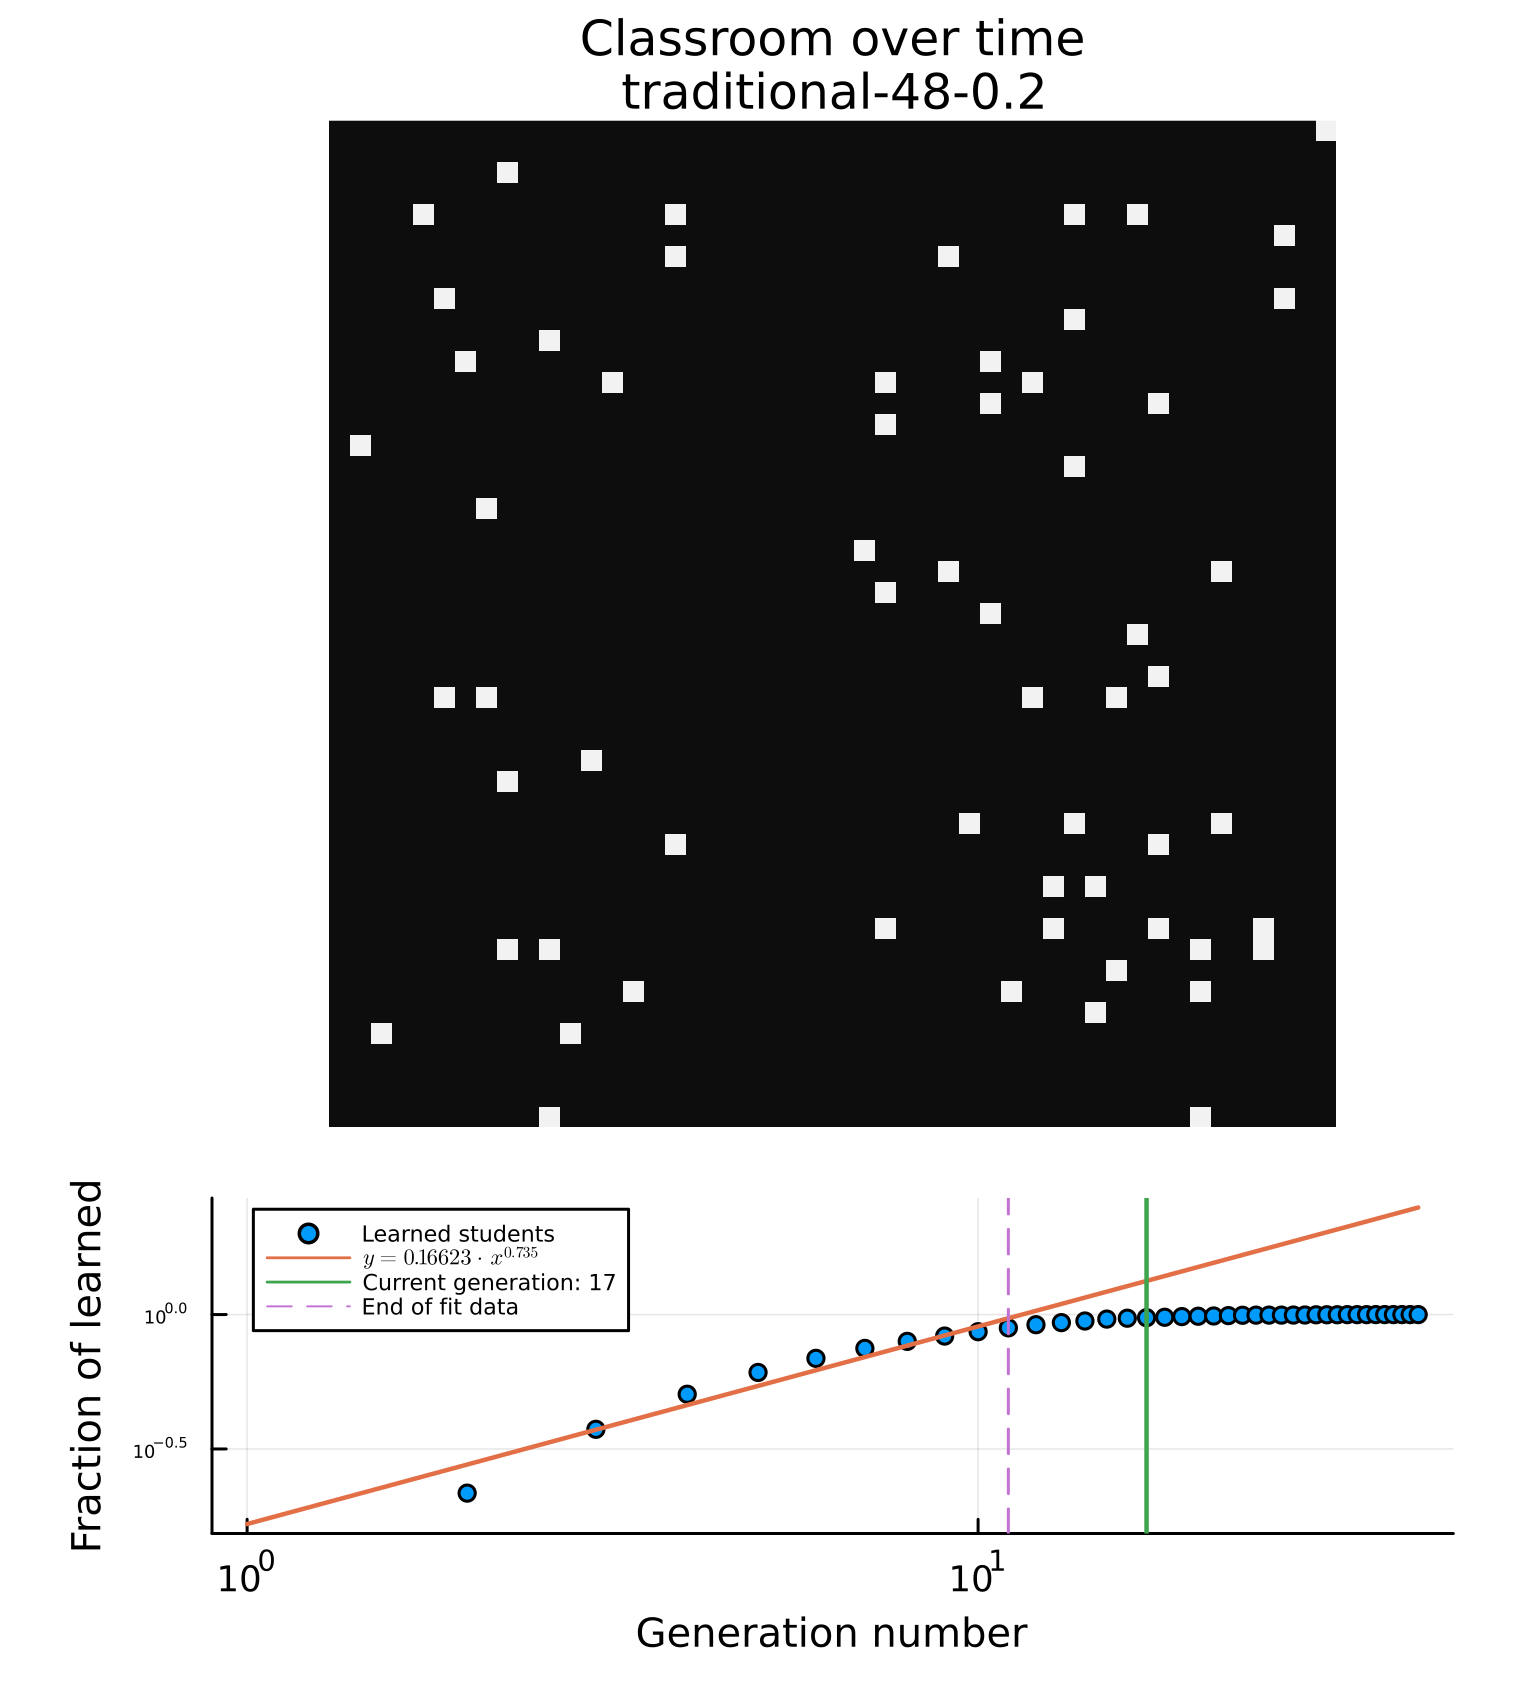 Classroom over time
traditional-48-0.2
Fraction of learned
Learned students
y = 0.16623 · x^0.735
Current generation: 17
End of fit data
10^0.0
10^−0.5
10^0
10^1
Generation number